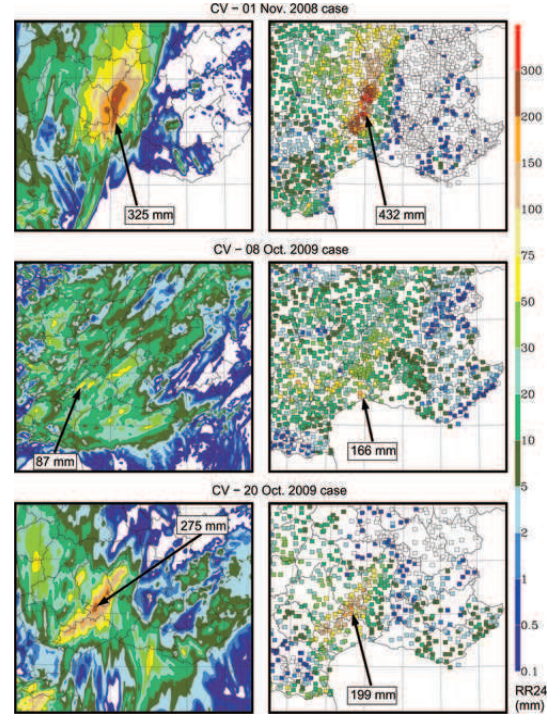 CV − 01 Nov. 2008 case
325 mm
432 mm
CV − 08 Oct. 2009 case
87 mm
166 mm
CV − 20 Oct. 2009 case
275 mm
199 mm
300
200
150
100
75
50
30
20
10
5
2
1
0.5
0.1
RR24
(mm)